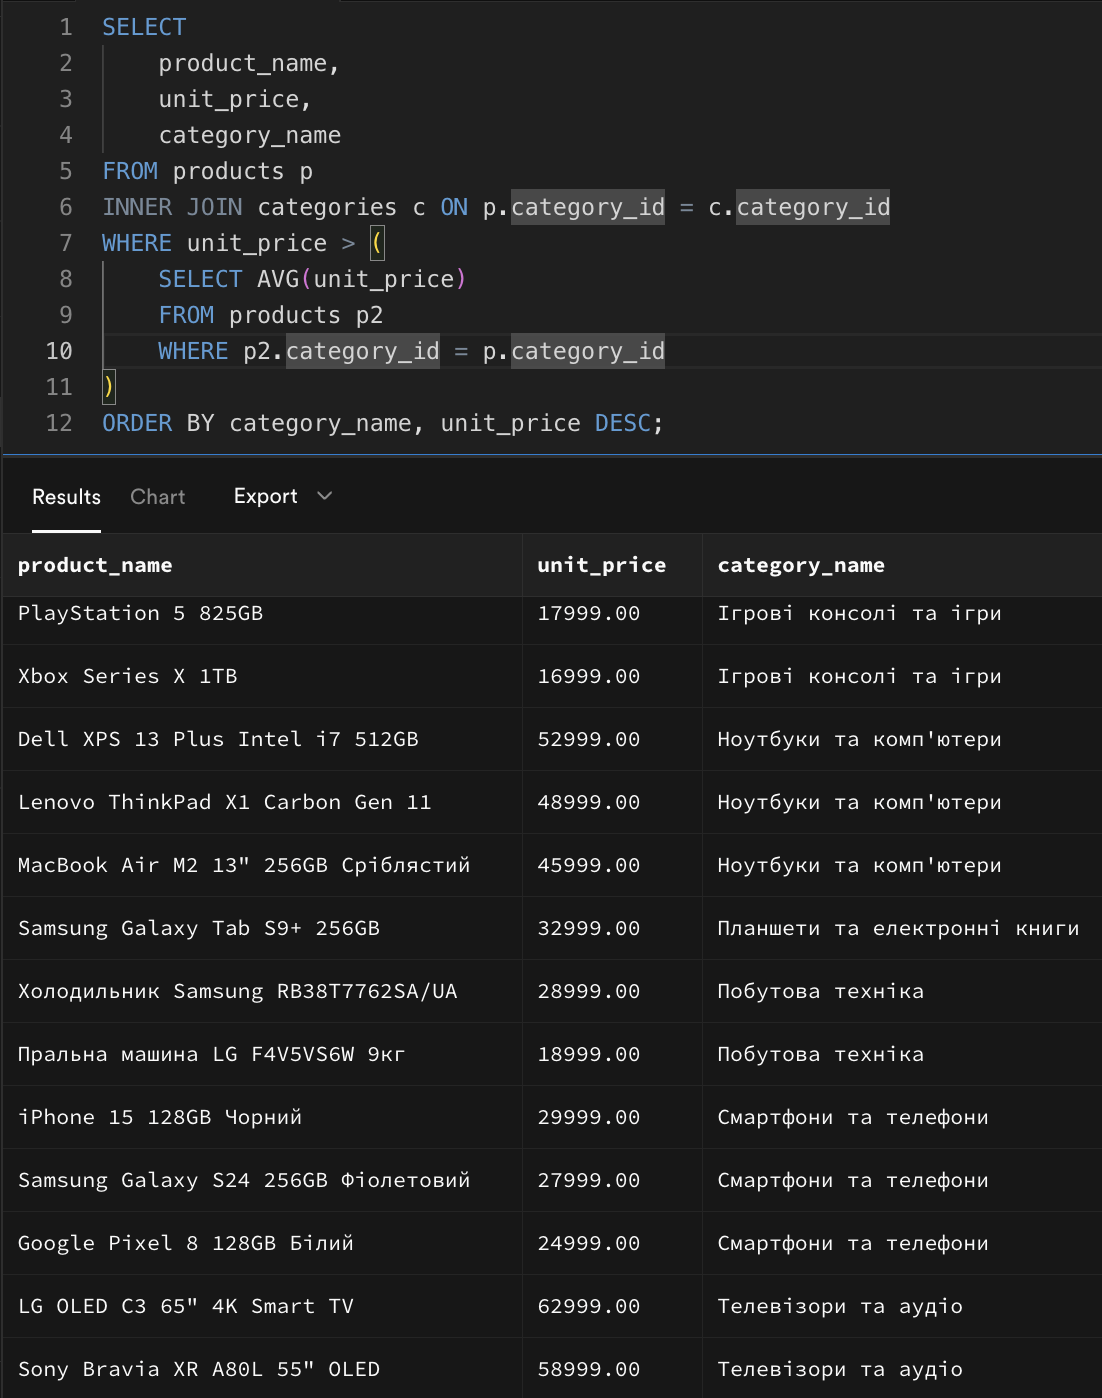 1 SELECT
2 product_name,
3 unit_price,
4 category_name
5 FROM products p
6 INNER JOIN categories c ON p.category_id = c.category_id
7 WHERE unit_price > (
8 SELECT AVG(unit_price)
9 FROM products p2
10 WHERE p2.category_id = p.category_id
11 )
12 ORDER BY category_name, unit_price DESC;
Results Chart Export
product_name unit_price category_name
PlayStation 5 825GB 17999.00 Ігрові консолі та ігри
Xbox Series X 1TB 16999.00 Ігрові консолі та ігри
Dell XPS 13 Plus Intel i7 512GB 52999.00 Ноутбуки та комп'ютери
Lenovo ThinkPad X1 Carbon Gen 11 48999.00 Ноутбуки та комп'ютери
MacBook Air M2 13" 256GB Сріблястий 45999.00 Ноутбуки та комп'ютери
Samsung Galaxy Tab S9+ 256GB 32999.00 Планшети та електронні книги
Холодильник Samsung RB38T7762SA/UA 28999.00 Побутова техніка
Пральна машина LG F4V5VS6W 9кг 18999.00 Побутова техніка
iPhone 15 128GB Чорний 29999.00 Смартфони та телефони
Samsung Galaxy S24 256GB Фіолетовий 27999.00 Смартфони та телефони
Google Pixel 8 128GB Білий 24999.00 Смартфони та телефони
LG OLED C3 65" 4K Smart TV 62999.00 Телевізори та аудіо
Sony Bravia XR A80L 55" OLED 58999.00 Телевізори та аудіо